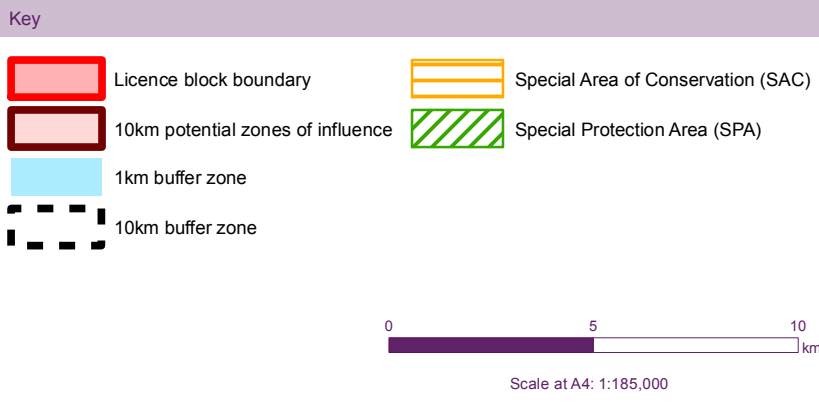 Key
Licence block boundary
10km potential zones of influence
1km buffer zone
10km buffer zone
Special Area of Conservation (SAC)
Special Protection Area (SPA)
0 5 10
km
Scale at A4: 1:185,000